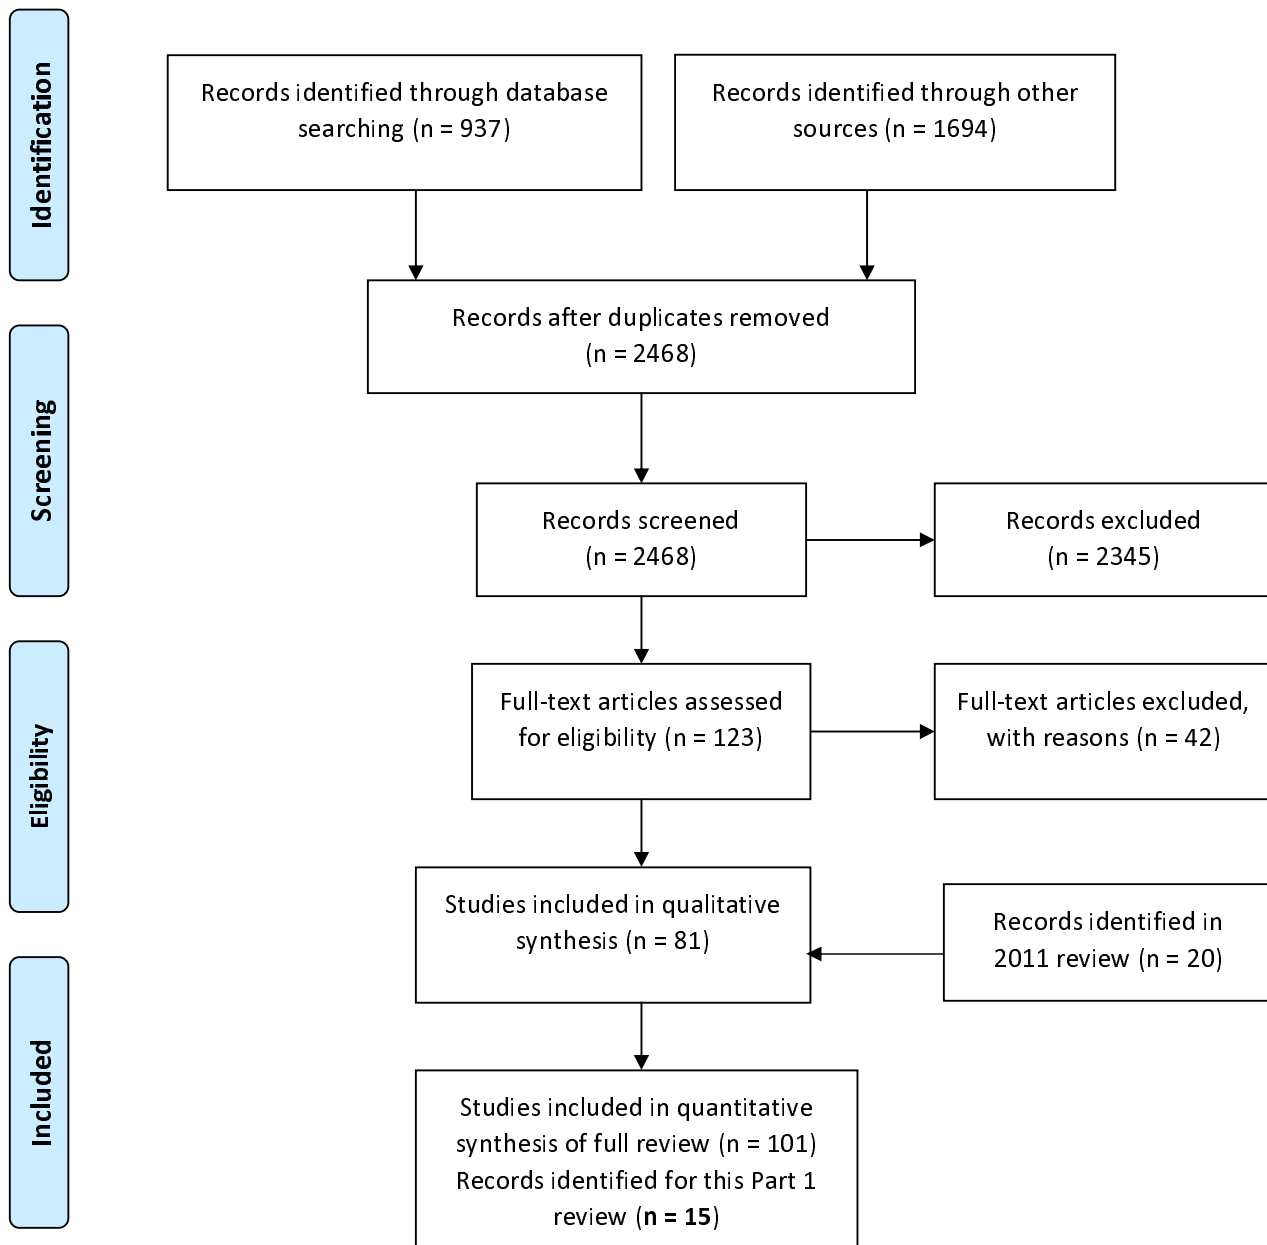 Identification
Records identified through database
searching (n = 937)
Records identified through other
sources (n = 1694)
Records after duplicates removed
(n = 2468)
Screening
Records screened
(n = 2468)
Records excluded
(n = 2345)
Eligibility
Full-text articles assessed
for eligibility (n = 123)
Full-text articles excluded,
with reasons (n = 42)
Studies included in qualitative
synthesis (n = 81)
Records identified in
2011 review (n = 20)
Included
Studies included in quantitative
synthesis of full review (n = 101)
Records identified for this Part 1
review (n = 15)